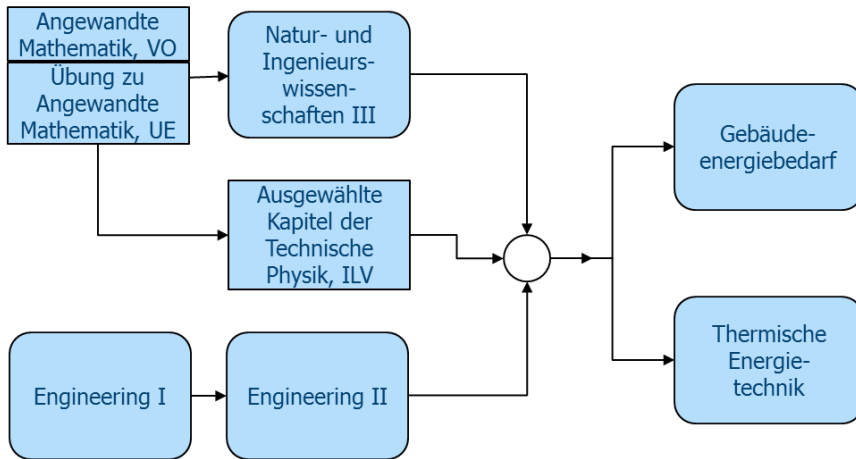 Angewandte
Mathematik, VO
Übung zu
Angewandte
Mathematik, UE
Natur- und
Ingenieurs-
wissen-
schaften III
Ausgewählte
Kapitel der
Technische
Physik, ILV
Engineering I
Engineering II
Gebäude-
energiebedarf
Thermische
Energie-
technik